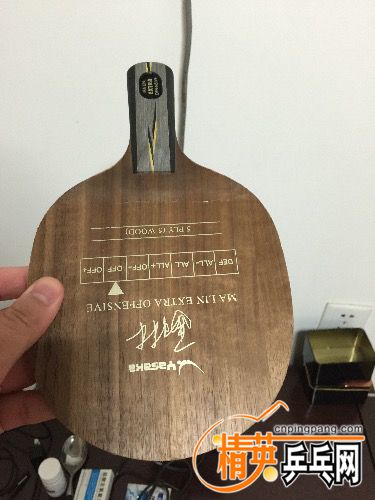 Yasaka
MA LIN EXTRA OFFENSIVE
DEF ALL- ALL ALL+ OFF- OFF OFF+
5 PLY (5 WOOD)
EXTRA
cnpingpang.com
精英乒乓网